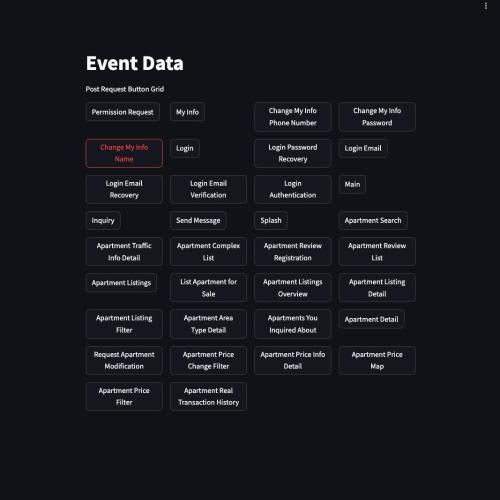 Event Data
Post Request Button Grid
Permission Request
My Info
Change My Info
Phone Number
Change My Info
Password
Change My Info
Name
Login
Login Password
Recovery
Login Email
Login Email
Recovery
Login Email
Verification
Login
Authentication
Main
Inquiry
Send Message
Splash
Apartment Search
Apartment Traffic
Info Detail
Apartment Complex
List
Apartment Review
Registration
Apartment Review
List
Apartment Listings
List Apartment for
Sale
Apartment Listings
Overview
Apartment Listing
Detail
Apartment Listing
Filter
Apartment Area
Type Detail
Apartments You
Inquired About
Apartment Detail
Request Apartment
Modification
Apartment Price
Change Filter
Apartment Price Info
Detail
Apartment Price
Map
Apartment Price
Filter
Apartment Real
Transaction History